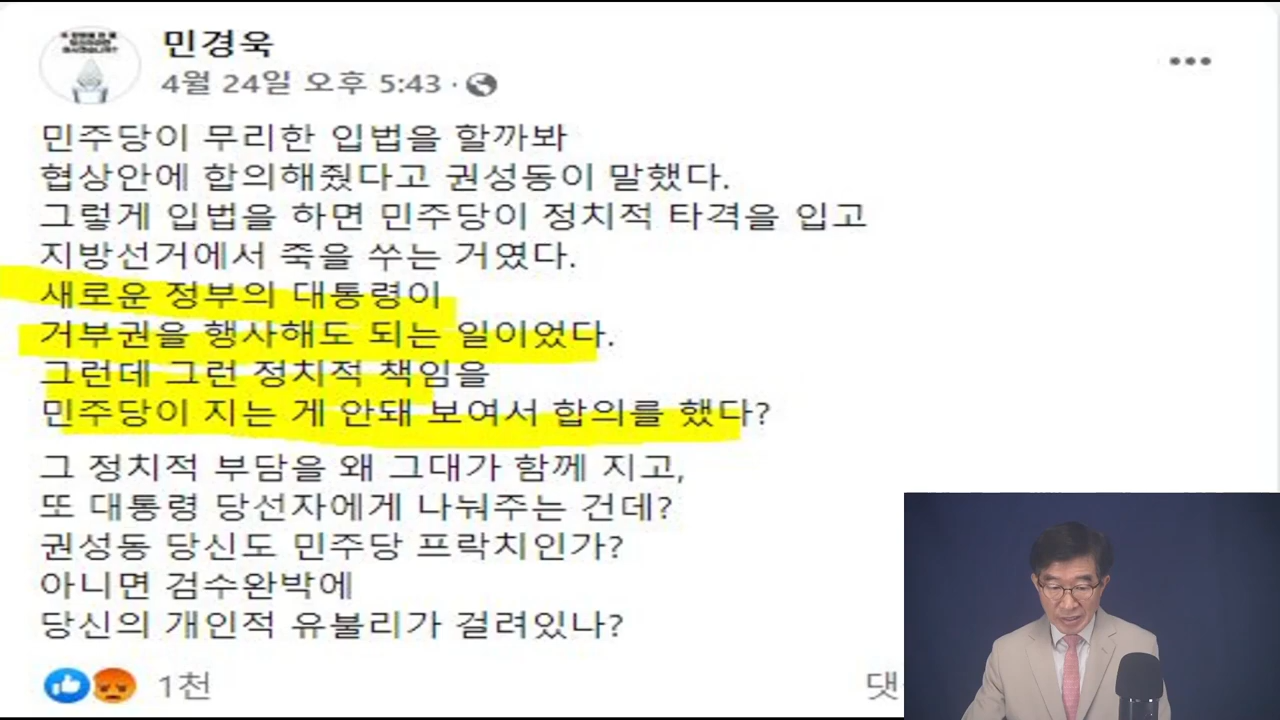 민경욱
4월 24일 오후 5:43 ·
민주당이 무리한 입법을 할까봐
협상안에 합의해줬다고 권성동이 말했다.
그렇게 입법을 하면 민주당이 정치적 타격을 입고
지방선거에서 죽을 쑤는 거였다.
새로운 정부의 대통령이
거부권을 행사해도 되는 일이었다.
그런데 그런 정치적 책임을
민주당이 지는 게 안돼 보여서 합의를 했다?
그 정치적 부담을 왜 그대가 함께 지고,
또 대통령 당선자에게 나눠주는 건데?
권성동 당신도 민주당 프락치인가?
아니면 검수완박에
당신의 개인적 유불리가 걸려있나?
1천
댓